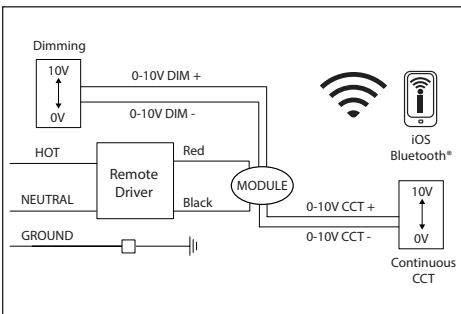 Dimming
10V
0V
0-10V DIM +
0-10V DIM -
iOS
Bluetooth®
HOT
Red
Remote
Driver
NEUTRAL
Black
MODULE
GROUND
0-10V CCT +
0-10V CCT -
10V
0V
Continuous
CCT